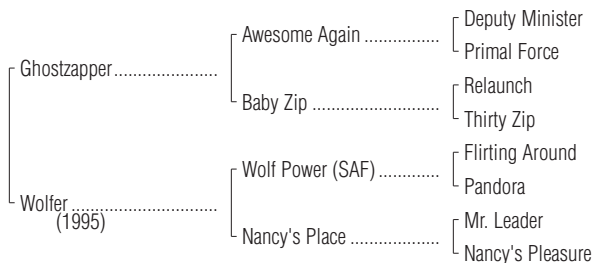 Deputy Minister
Awesome Again ................
Primal Force
Ghostzapper......................
Relaunch
Baby Zip ...........................
Thirty Zip
Flirting Around
Wolf Power (SAF) .............
Pandora
Wolfer ...............................
(1995)
Mr. Leader
Nancy's Place ...................
Nancy's Pleasure